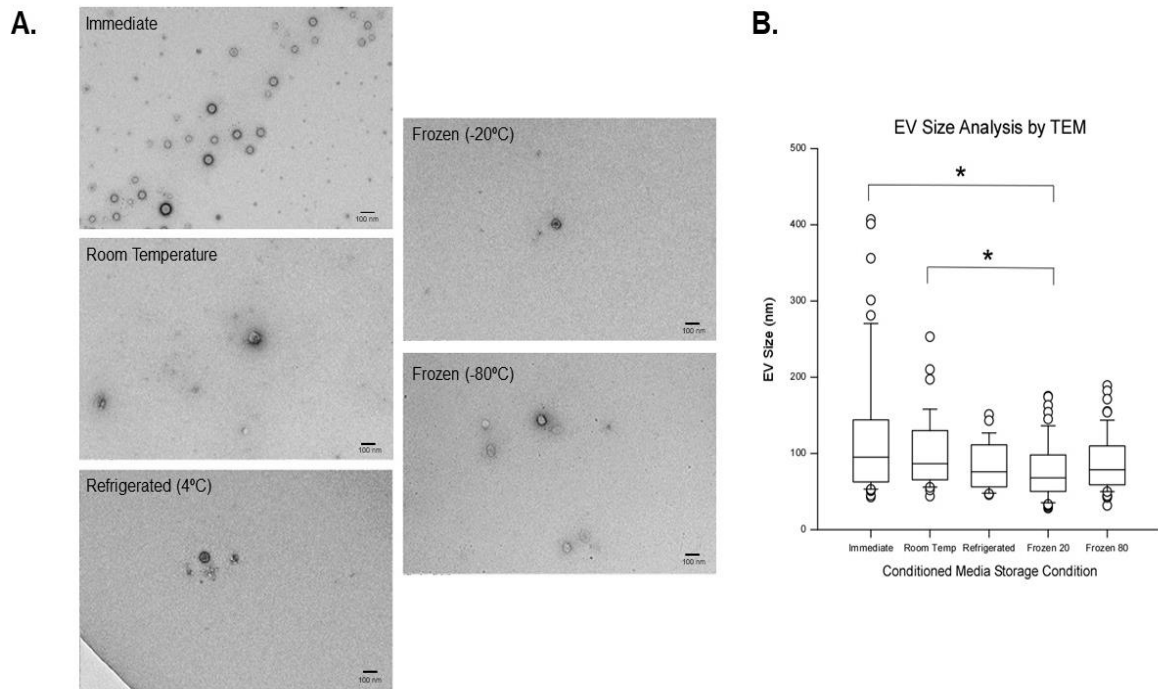 A.
Immediate
100 nm
Room Temperature
100 nm
Refrigerated (4ºC)
100 nm
Frozen (-20ºC)
100 nm
Frozen (-80ºC)
100 nm
B.
EV Size Analysis by TEM
500
400
300
200
100
0
EV Size (nm)
*
*
Immediate Room Temp Refrigerated Frozen 20 Frozen 80
Conditioned Media Storage Condition